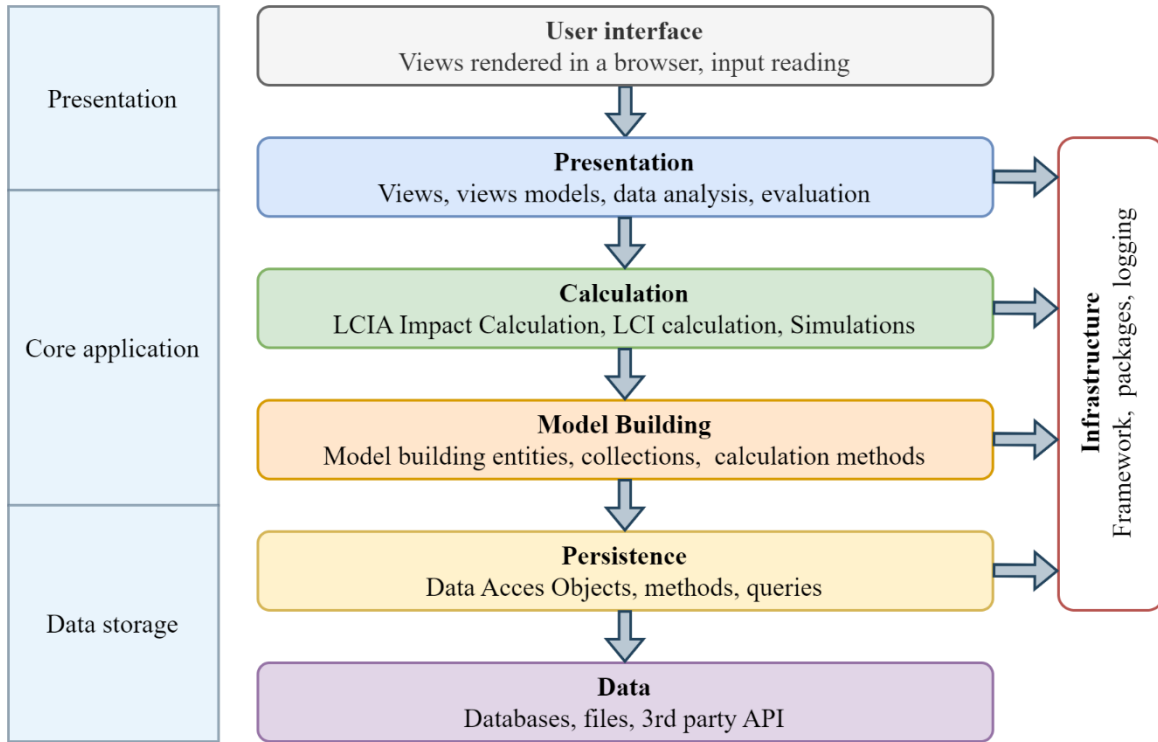 Presentation
Core application
Data storage
User interface
Views rendered in a browser, input reading
Presentation
Views, views models, data analysis, evaluation
Calculation
LCIA Impact Calculation, LCI calculation, Simulations
Model Building
Model building entities, collections,  calculation methods
Persistence
Data Acces Objects, methods, queries
Data
Databases, files, 3rd party API
Infrastructure
Framework,  packages, logging